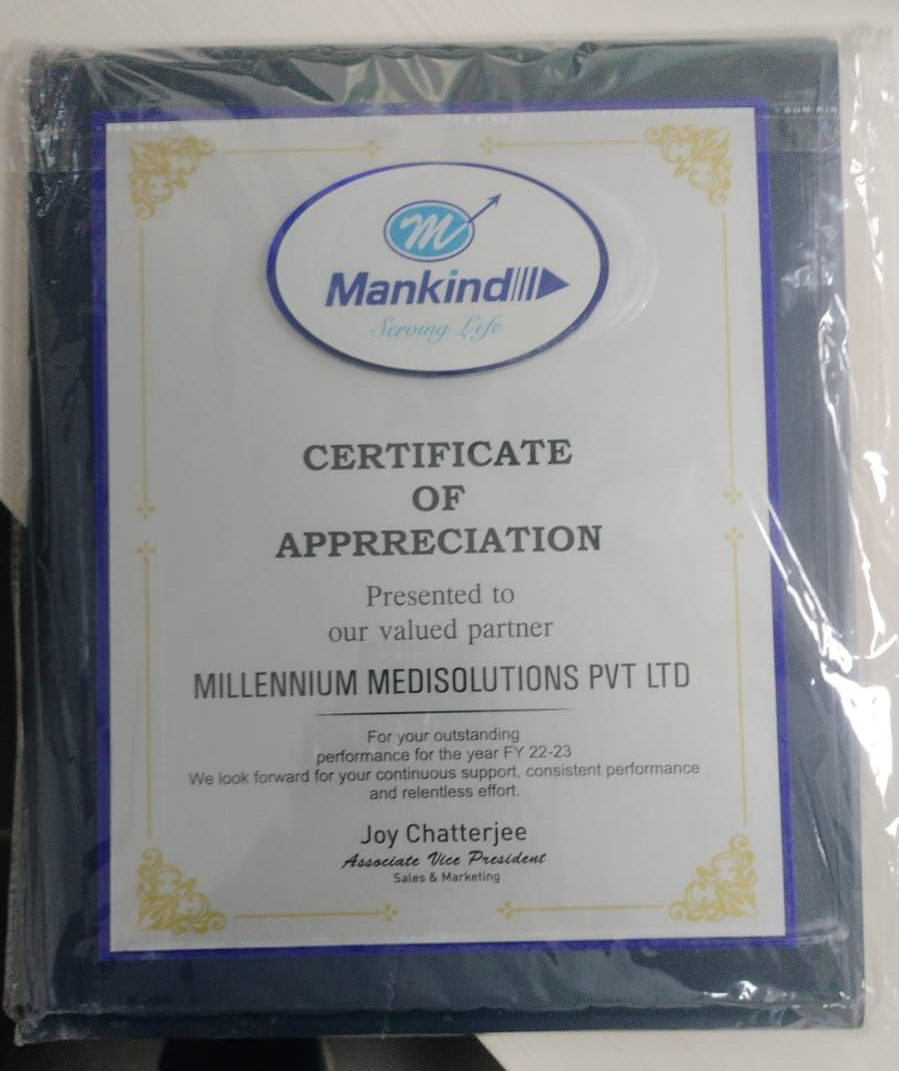 SUN KIN
m
Mankind
Serving Life
CERTIFICATE
OF
APPRRECIATION
Presented to
our valued partner
MILLENNIUM MEDISOLUTIONS PVT LTD
For your outstanding
performance for the year FY 22-23
We look forward for your continuous support, consistent performance
and relentless effort.
Joy Chatterjee
Associate Vice President
Sales & Marketing